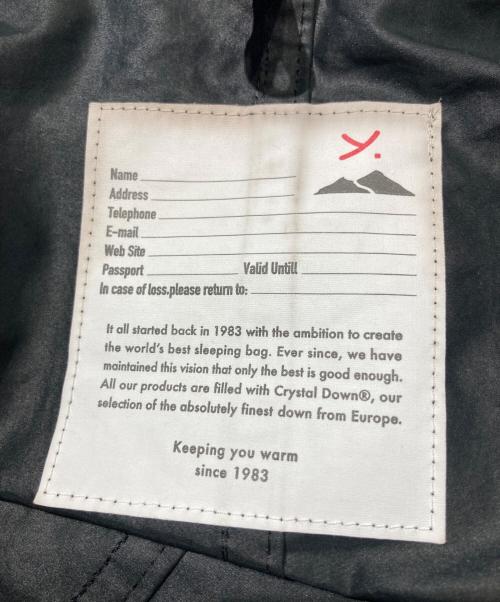 Y.
Name
Address
Telephone
E-mail
Web Site
Passport Valid Untill
In case of loss.please return to:
It all started back in 1983 with the ambition to create
the world's best sleeping bag. Ever since, we have
maintained this vision that only the best is good enough.
All our products are filled with Crystal Down®, our
selection of the absolutely finest down from Europe.
Keeping you warm
since 1983